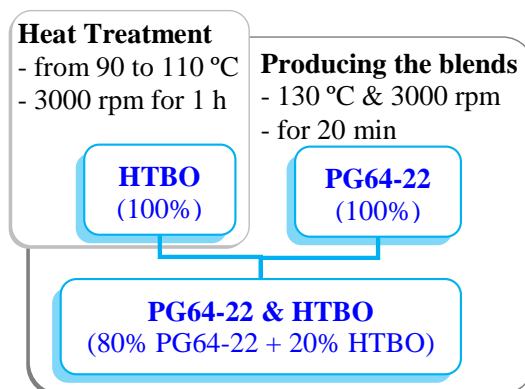 Heat Treatment
- from 90 to 110 ºC
- 3000 rpm for 1 h
Producing the blends
- 130 ºC & 3000 rpm
- for 20 min
HTBO
(100%)
PG64-22
(100%)
PG64-22 & HTBO
(80% PG64-22 + 20% HTBO)